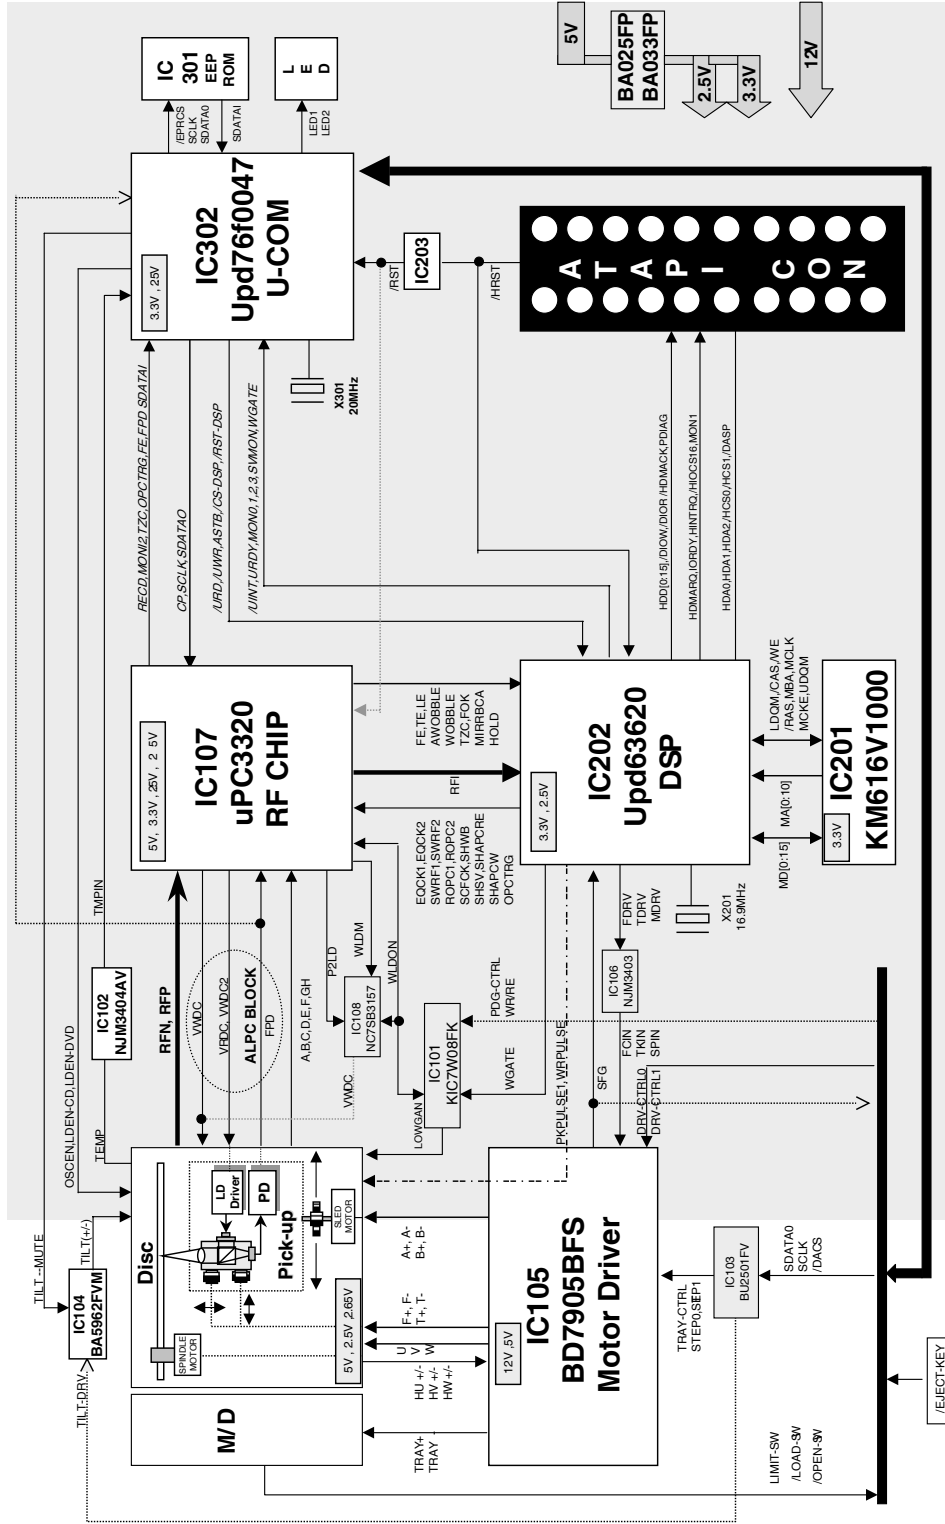 IC
301
EEP
ROM
L
E
D
5V
BA025FP
BA033FP
2.5V
3.3V
12V
/EPRCS
SCLK
SDATA0
SDATAI
LED1
LED2
IC302
Upd76f0047
U-COM
3.3V , 25V
X301
20MHz
/RST
IC203
/HRST
ATAPI CON
RECD,MONI2,TZC,OPCTRG,FE,FPD SDATAI
CP,SCLK,SDATAO
/URD,/UWR,ASTB,/CS-DSP,/RST-DSP
/UINT,URDY,MON0,1,2,3,SVMON,WGATE
HDD[0:15],/DIOW,/DIOR /HDMACK,PDIAG
HDMARQ,IORDY,HINTRQ,/HIOCS16,MON1
HDA0,HDA1,HDA2/HCS0/HCS1,/DASP
IC107
uPC3320
RF CHIP
5V, 3.3V ,25V , 2 5V
FE,TE,LE
AWOBBLE
WOBBLE
TZC,FOK
MIRRBCA
HOLD
RFI
EQCK1,EQCK2
SWRF1,SWRF2
ROPC1,ROPC2
SCFCK,SHWB
SHSV,SHAPCRE
SHAPCW
OPCTRG
IC202
Upd63620
DSP
3.3V , 2.5V
LDQM,/CAS,/WE
/RAS,MBA,MCLK
MCKE,UDQM
MA[0:10]
MD[0:15]
IC201
KM616V1000
3.3V
X201
16.9MHz
FDRV
TDRV
MDRV
IC106
NJM3403
FCIN
TKIN
SPIN
TMPIN
IC102
NJM3404AV
TEMP
RFN, RFP
VWDC
VRDC, VWDC2
ALPC BLOCK
FPD
A,B,C,D,E,F,GH
P2LD
WLDM
WLDON
IC108
NC7SB3157
VWDC
IC101
KIC7W08FK
LOWGAN
WGATE
PDG-CTRL
WR/RE
PKPULSE1, WRPULSE
SFG
DRV-CTRL0
DRV-CTRL1
OSCEN,LDEN-CD,LDEN-DVD
TILT --MUTE
TILT(+/-)
IC104
BA5962FVM
TILT-DRV
Disc
SPINDLE
MOTOR
LD
Driver
PD
Pick-up
SLED
MOTOR
5V , 2.5V ,2.65V
M/D
A+, A-
B+, B-
F+, F-
T+, T-
U
V
W
HU +/-
HV +/-
HW +/-
TRAY+
TRAY -
IC105
BD7905BFS
Motor Driver
12V ,5V
TRAY-CTRL
STEP0,STEP1
IC103
BU2501FV
SDATA0
SCLK
/DACS
LIMIT-SW
/LOAD-SW
/OPEN-SW
/EJECT-KEY